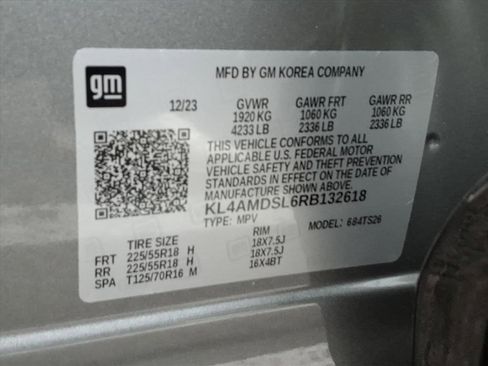 gm
MFD BY GM KOREA COMPANY
12/23 GVWR GAWR FRT GAWR RR
1920 KG 1060 KG 1060 KG
4233 LB 2336 LB 2336 LB
THIS VEHICLE CONFORMS TO ALL
APPLICABLE U.S. FEDERAL MOTOR
VEHICLE SAFETY AND THEFT PREVENTION
STANDARDS IN EFFECT ON THE DATE OF
MANUFACTURE SHOWN ABOVE.
KL4AMDSL6RB132618
TYPE: MPV MODEL: 684TS26
TIRE SIZE RIM
FRT 225/55R18 H 18X7.5J
RR 225/55R18 H 18X7.5J
SPA T125/70R16 M 16X4BT